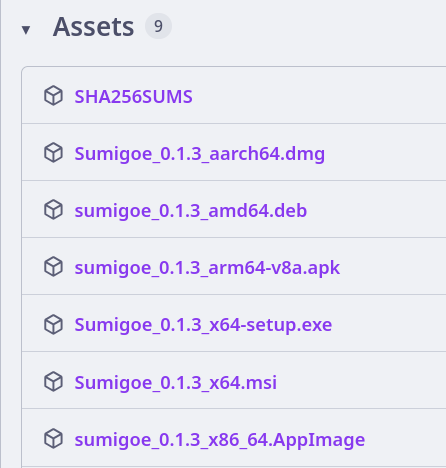 Assets 9
SHA256SUMS
Sumigoe_0.1.3_aarch64.dmg
sumigoe_0.1.3_amd64.deb
sumigoe_0.1.3_arm64-v8a.apk
Sumigoe_0.1.3_x64-setup.exe
Sumigoe_0.1.3_x64.msi
sumigoe_0.1.3_x86_64.AppImage